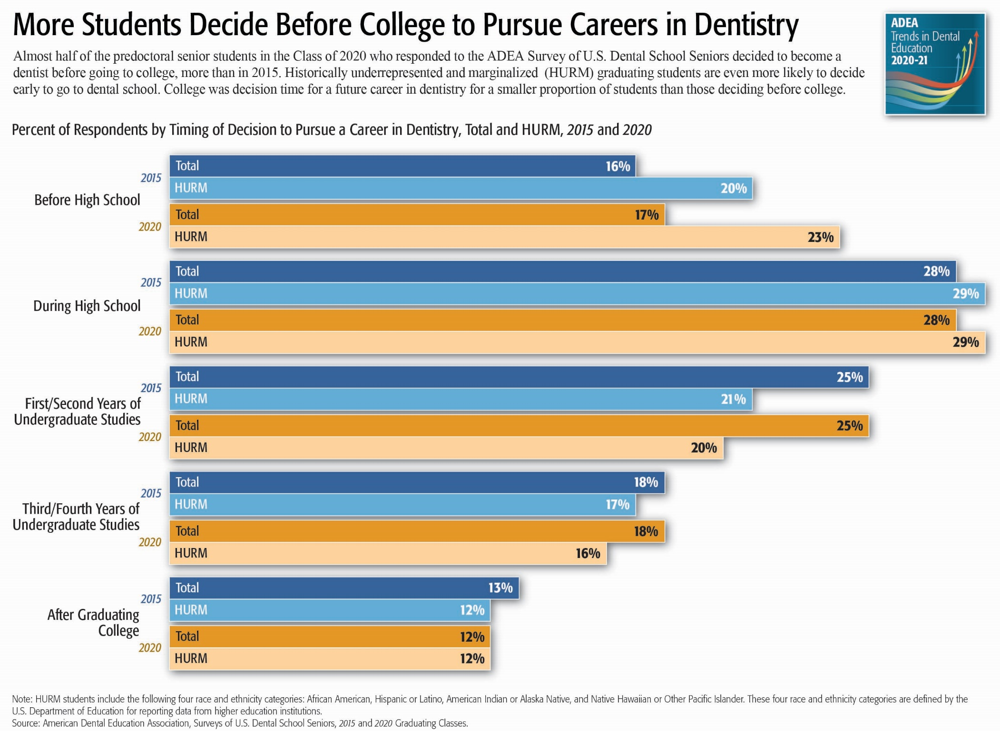 More Students Decide Before College to Pursue Careers in Dentistry
ADEA
Trends in Dental
Education
2020-21
Almost half of the predoctoral senior students in the Class of 2020 who responded to the ADEA Survey of U.S. Dental School Seniors decided to become a
dentist before going to college, more than in 2015. Historically underrepresented and marginalized (HURM) graduating students are even more likely to decide
early to go to dental school. College was decision time for a future career in dentistry for a smaller proportion of students than those deciding before college.
Percent of Respondents by Timing of Decision to Pursue a Career in Dentistry, Total and HURM, 2015 and 2020
Before High School
2015
Total 16%
HURM 20%
2020
Total 17%
HURM 23%
During High School
2015
Total 28%
HURM 29%
2020
Total 28%
HURM 29%
First/Second Years of
Undergraduate Studies
2015
Total 25%
HURM 21%
2020
Total 25%
HURM 20%
Third/Fourth Years of
Undergraduate Studies
2015
Total 18%
HURM 17%
2020
Total 18%
HURM 16%
After Graduating
College
2015
Total 13%
HURM 12%
2020
Total 12%
HURM 12%
Note: HURM students include the following four race and ethnicity categories: African American, Hispanic or Latino, American Indian or Alaska Native, and Native Hawaiian or Other Pacific Islander. These four race and ethnicity categories are defined by the
U.S. Department of Education for reporting data from higher education institutions.
Source: American Dental Education Association, Surveys of U.S. Dental School Seniors, 2015 and 2020 Graduating Classes.